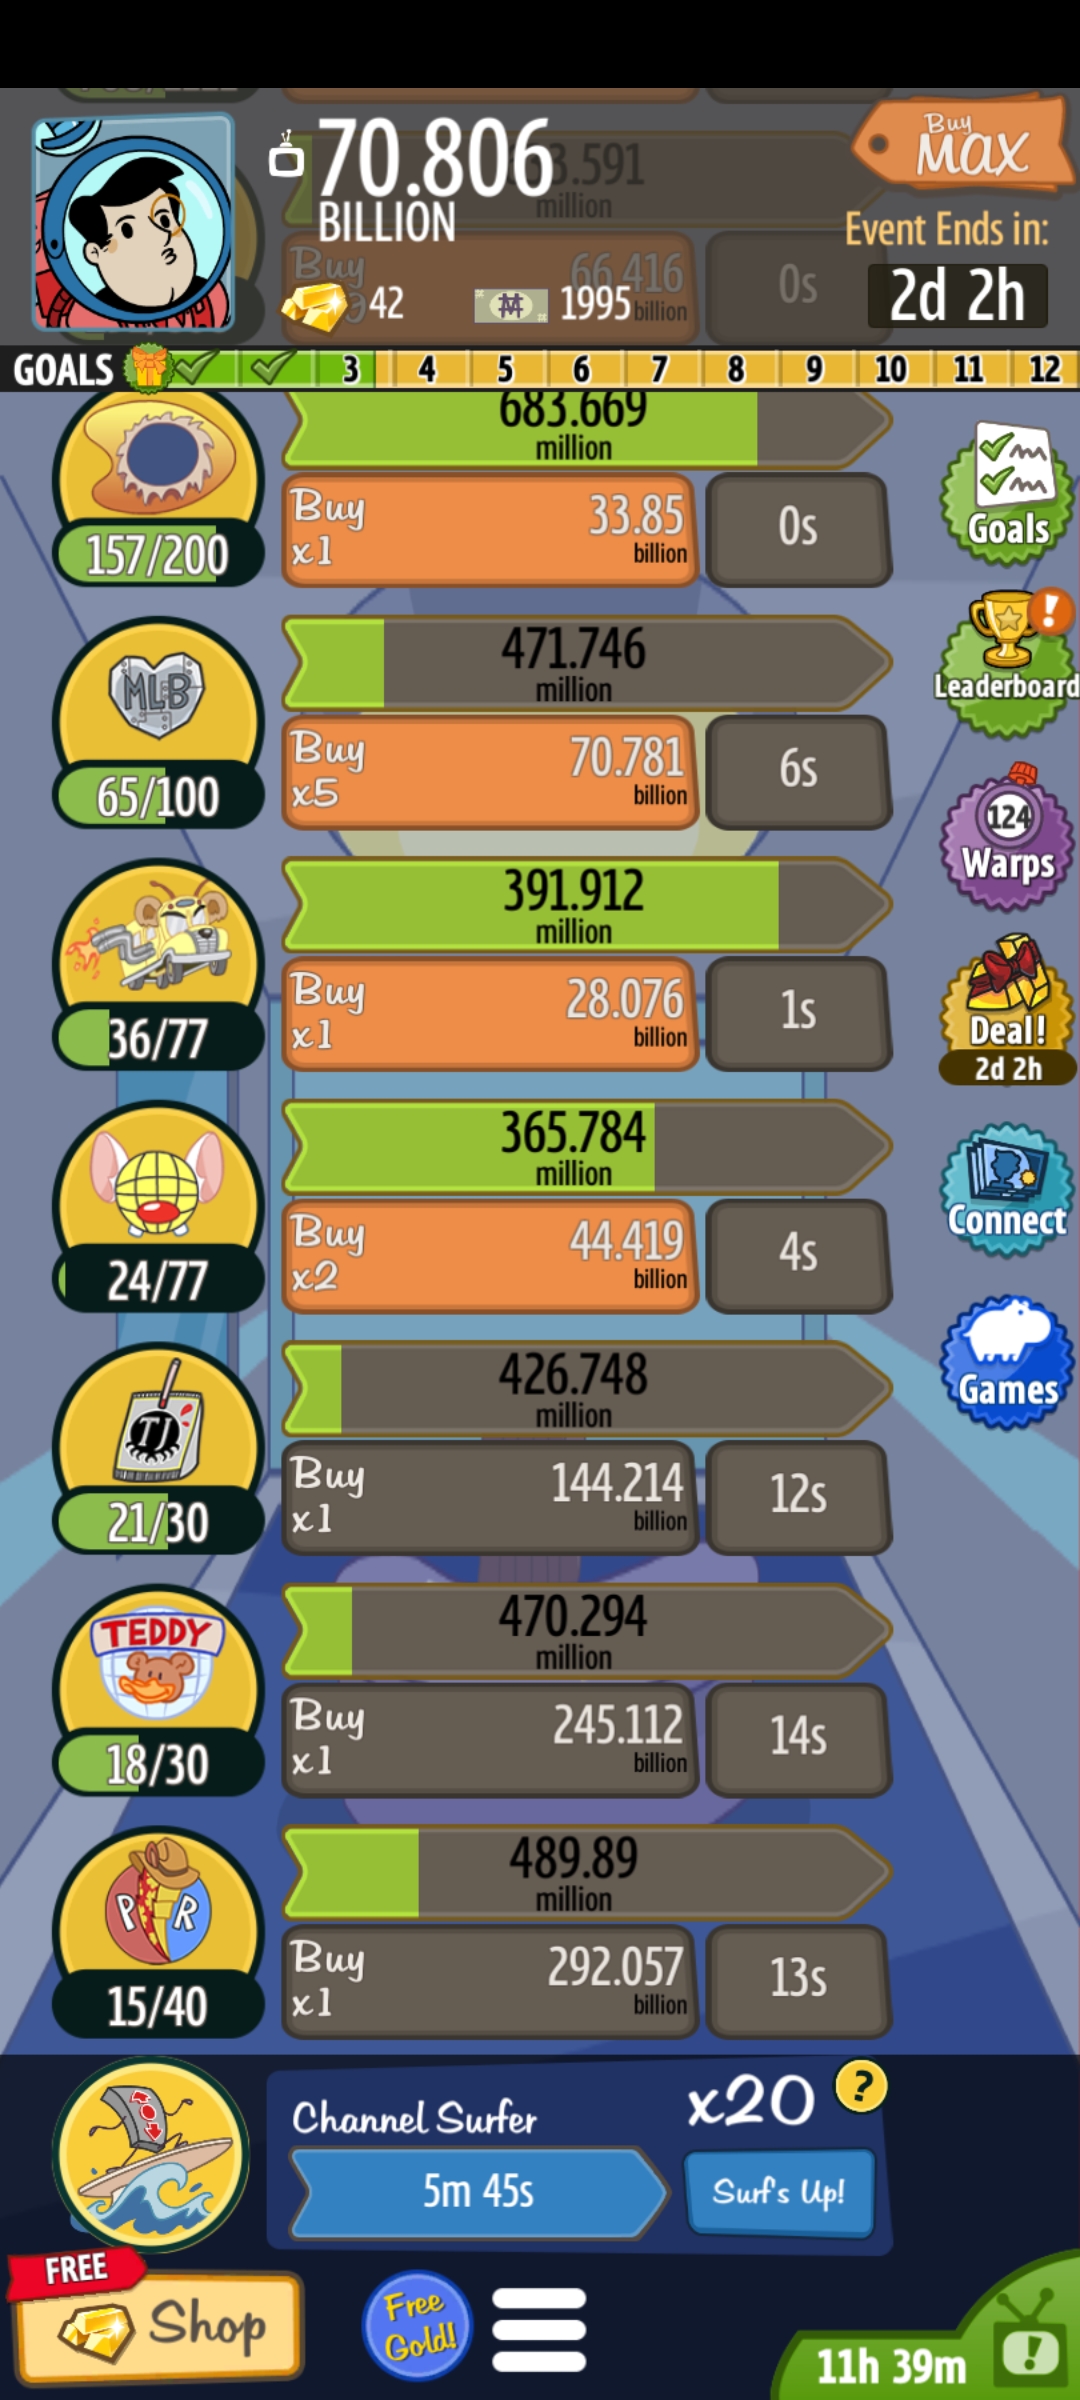 3.591
million
70.806
BILLION
Buy
MAX
Event Ends in:
2d 2h
Buy
66.416
billion
0s
42
1995
GOALS
3 4 5 6 7 8 9 10 11 12
683.669
million
157/200
Buy
x1
33.85
billion
0s
Goals
MLB
65/100
471.746
million
Buy
x5
70.781
billion
6s
Leaderboard
!
36/77
391.912
million
Buy
x1
28.076
billion
1s
124
Warps
Deal!
2d 2h
24/77
365.784
million
Buy
x2
44.419
billion
4s
Connect
TJ
21/30
426.748
million
Buy
x1
144.214
billion
12s
Games
TEDDY
18/30
470.294
million
Buy
x1
245.112
billion
14s
P R
15/40
489.89
million
Buy
x1
292.057
billion
13s
Channel Surfer
x20
?
5m 45s
Surf's Up!
FREE
Shop
Free
Gold!
11h 39m
!